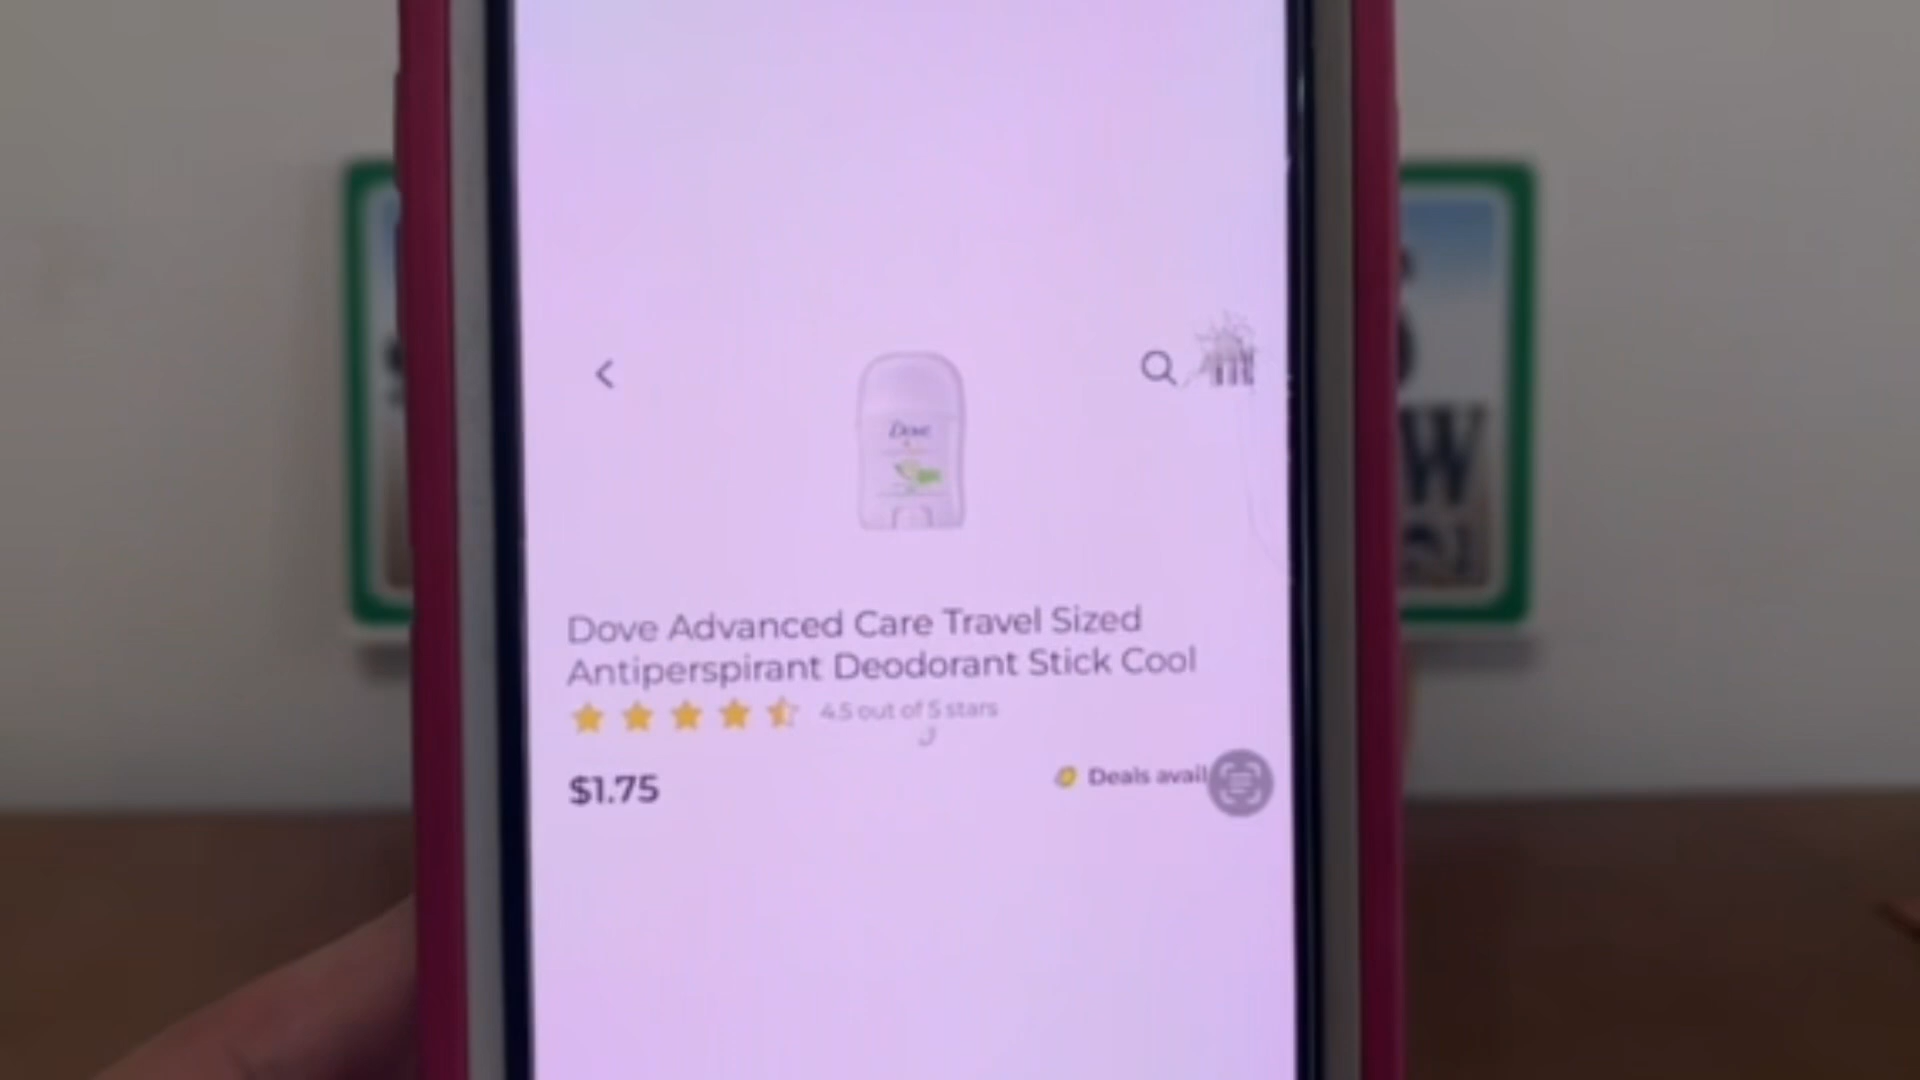 Dove
Dove Advanced Care Travel Sized
Antiperspirant Deodorant Stick Cool
4.5 out of 5 stars
$1.75
Deals avail
W